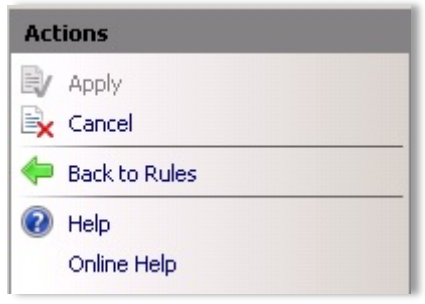 Actions
Apply
Cancel
Back to Rules
Help
Online Help